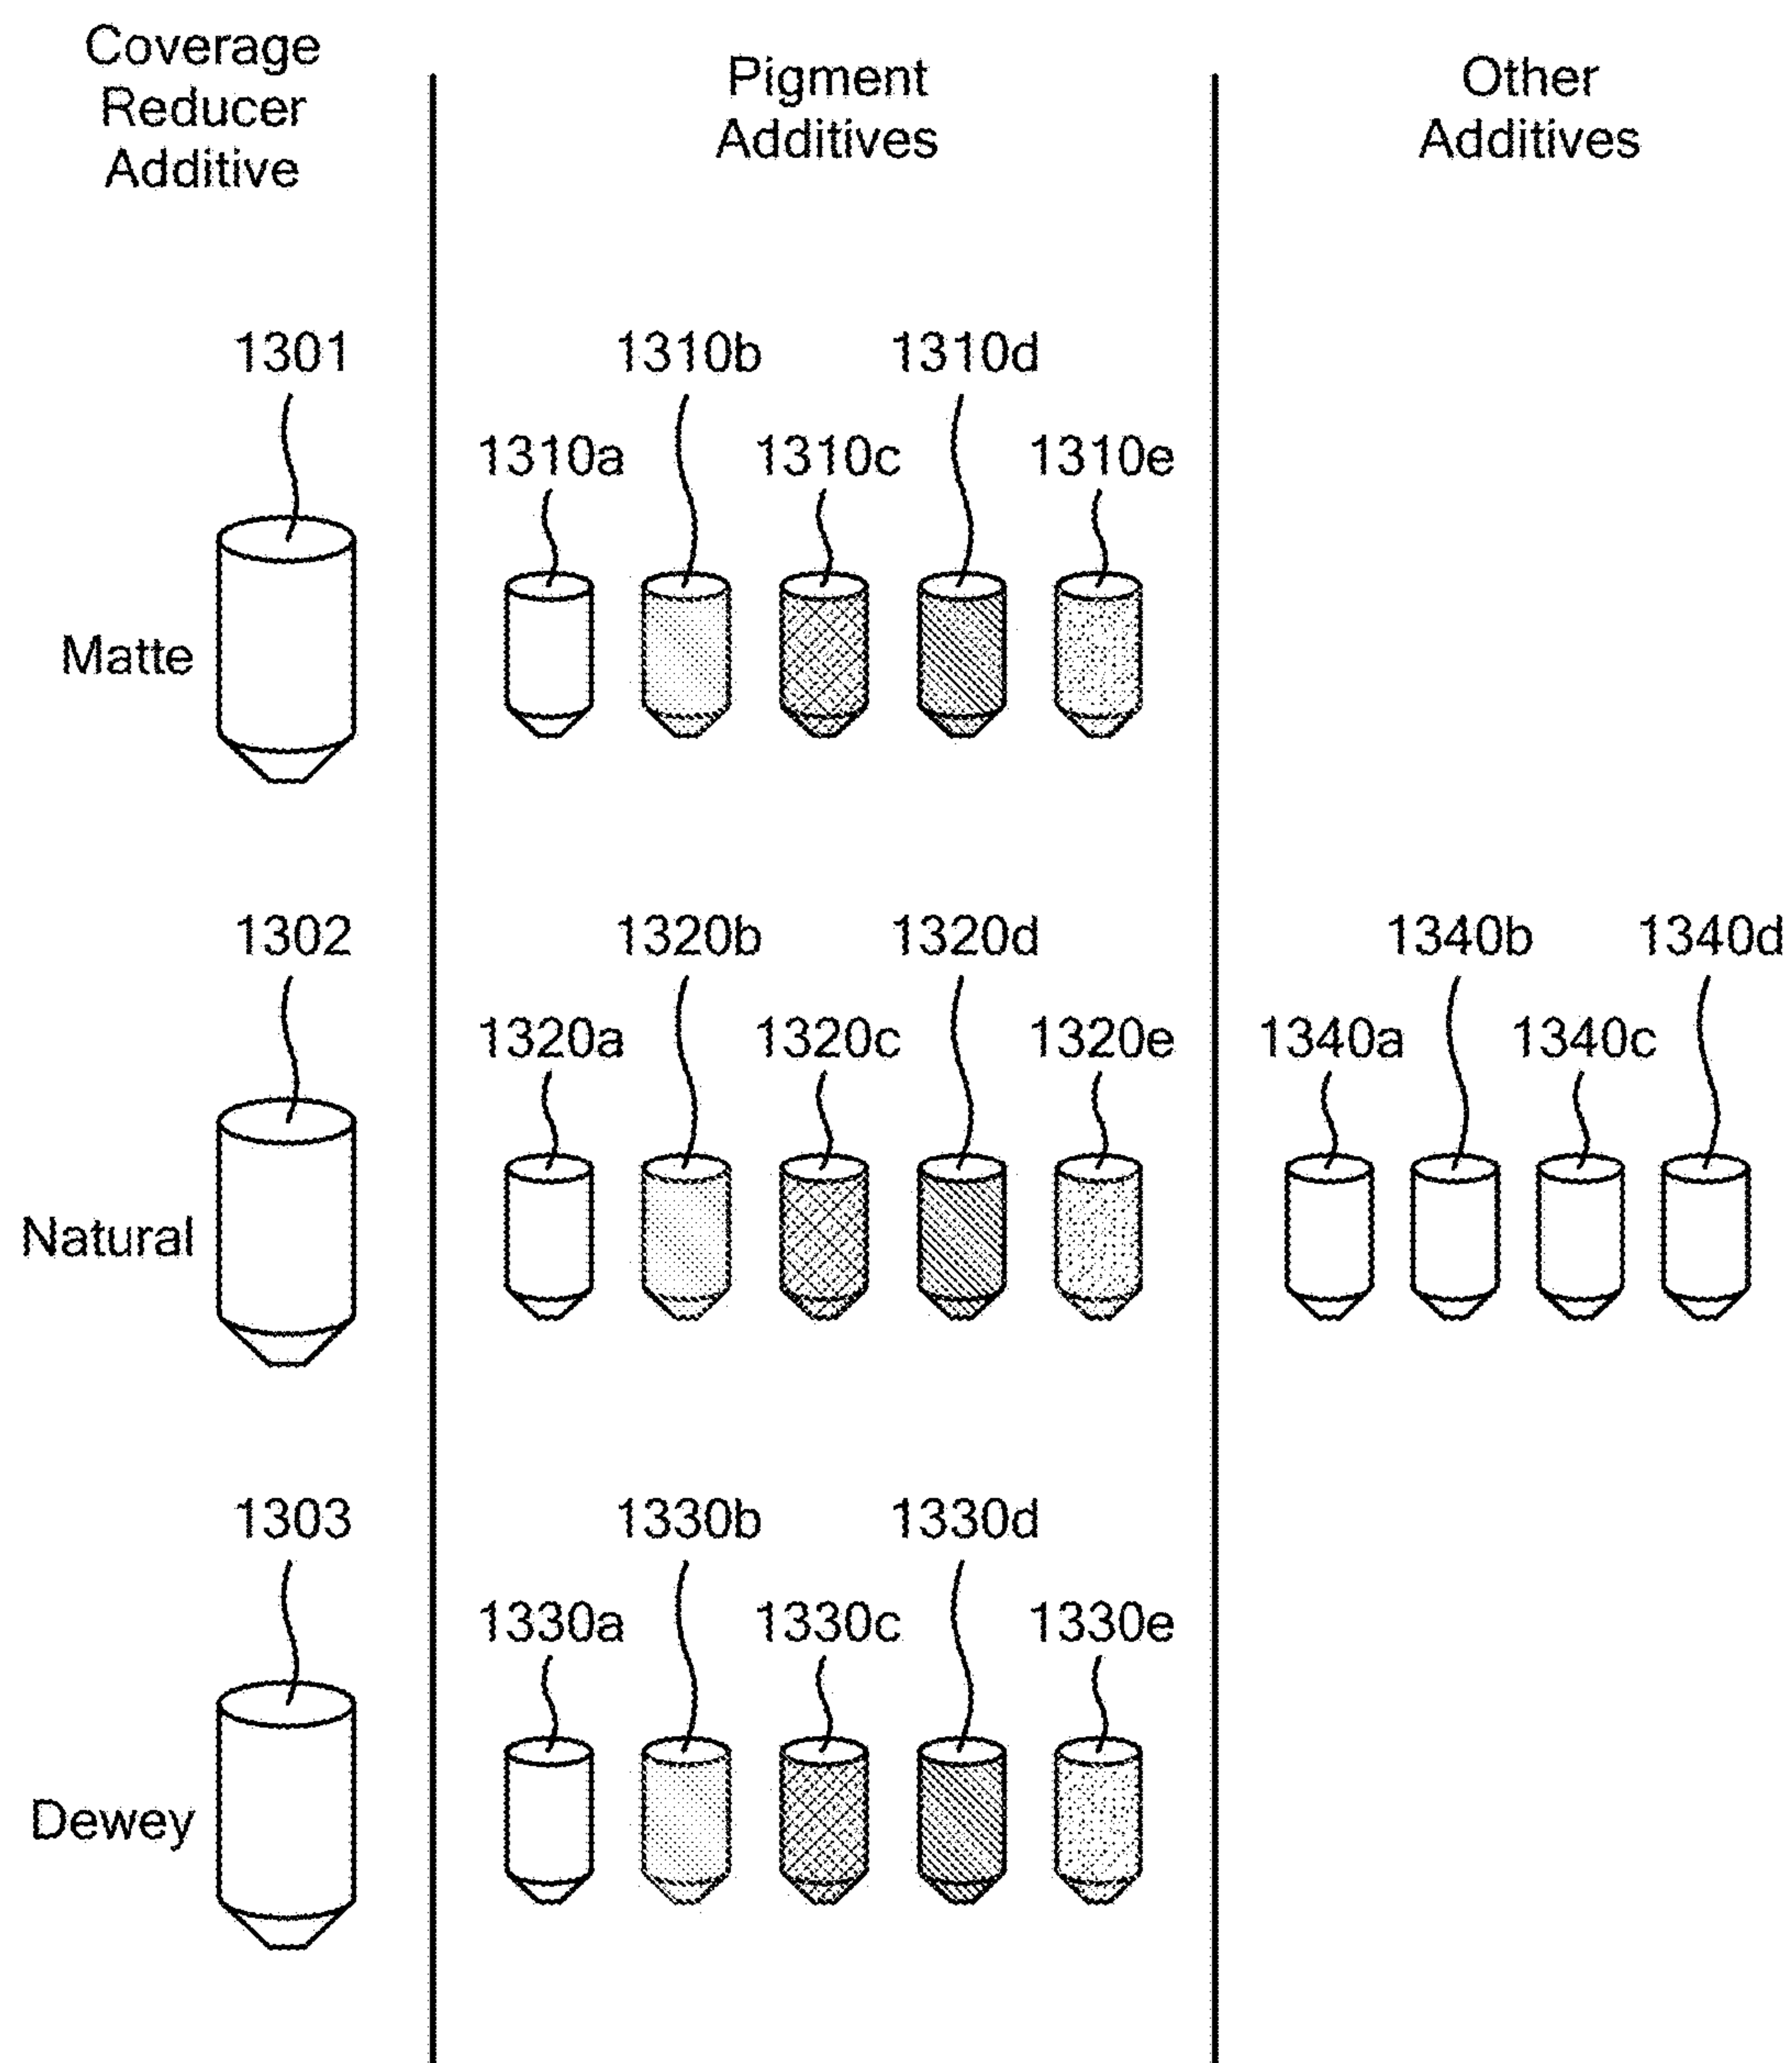 Coverage
Reducer
Additive
Pigment
Additives
Other
Additives
1301
1310b
1310d
1310a
1310c
1310e
Matte
1302
1320b
1320d
1340b
1340d
1320a
1320c
1320e
1340a
1340c
Natural
1303
1330b
1330d
1330a
1330c
1330e
Dewey